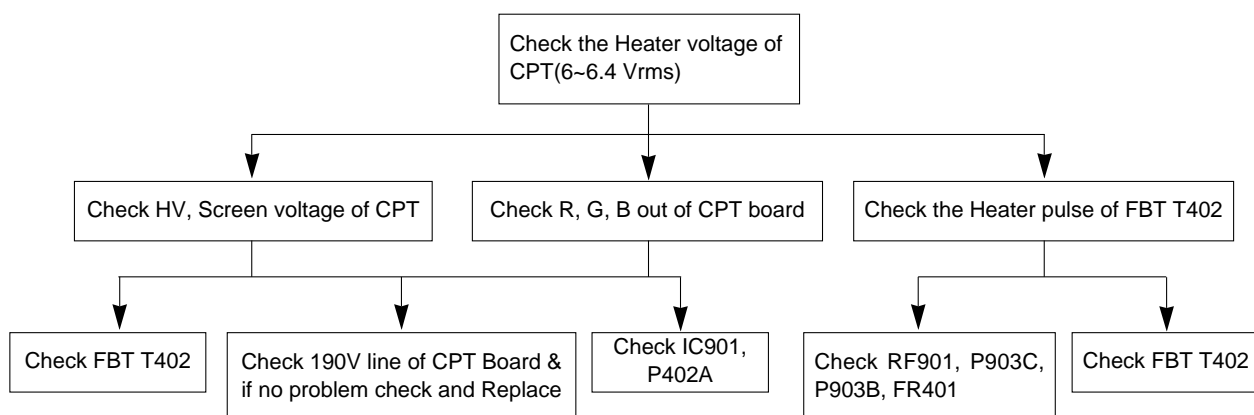 Check the Heater voltage of
CPT(6~6.4 Vrms)
Check HV, Screen voltage of CPT
Check R, G, B out of CPT board
Check the Heater pulse of FBT T402
Check FBT T402
Check 190V line of CPT Board &
if no problem check and Replace
Check IC901,
P402A
Check RF901, P903C,
P903B, FR401
Check FBT T402